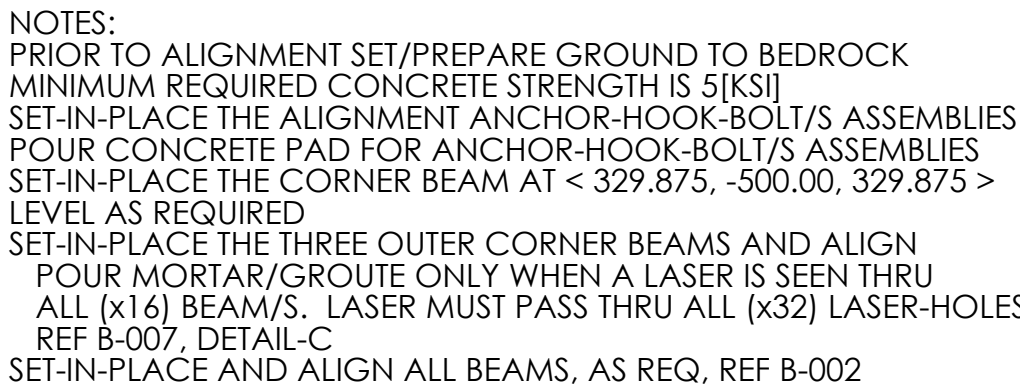 NOTES:
PRIOR TO ALIGNMENT SET/PREPARE GROUND TO BEDROCK
MINIMUM REQUIRED CONCRETE STRENGTH IS 5[KSI]
SET-IN-PLACE THE ALIGNMENT ANCHOR-HOOK-BOLT/S ASSEMBLIES
POUR CONCRETE PAD FOR ANCHOR-HOOK-BOLT/S ASSEMBLIES
SET-IN-PLACE THE CORNER BEAM AT < 329.875, -500.00, 329.875 >
LEVEL AS REQUIRED
SET-IN-PLACE THE THREE OUTER CORNER BEAMS AND ALIGN
POUR MORTAR/GROUTE ONLY WHEN A LASER IS SEEN THRU
ALL (x16) BEAM/S. LASER MUST PASS THRU ALL (x32) LASER-HOLES
REF B-007, DETAIL-C
SET-IN-PLACE AND ALIGN ALL BEAMS, AS REQ, REF B-002